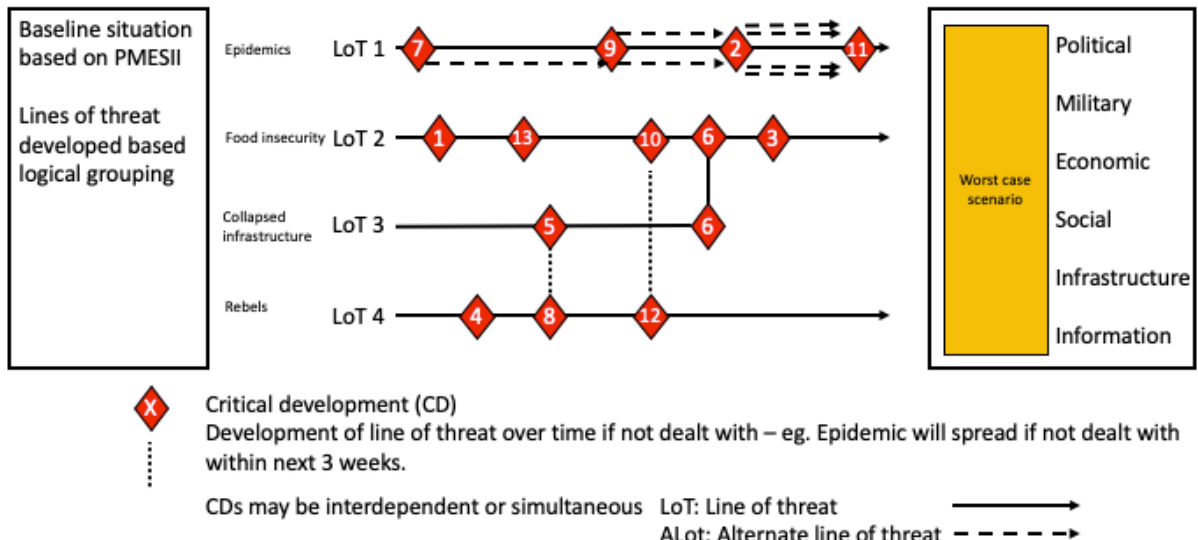 Baseline situation
based on PMESII
Lines of threat
developed based
logical grouping
Epidemics LoT 1 7 9 2 11
Food insecurity LoT 2 1 13 10 6 3
Collapsed
infrastructure LoT 3 5 6
Rebels LoT 4 4 8 12
Worst case
scenario
Political
Military
Economic
Social
Infrastructure
Information
X Critical development (CD)
Development of line of threat over time if not dealt with – eg. Epidemic will spread if not dealt with
within next 3 weeks.
CDs may be interdependent or simultaneous LoT: Line of threat
ALot: Alternate line of threat